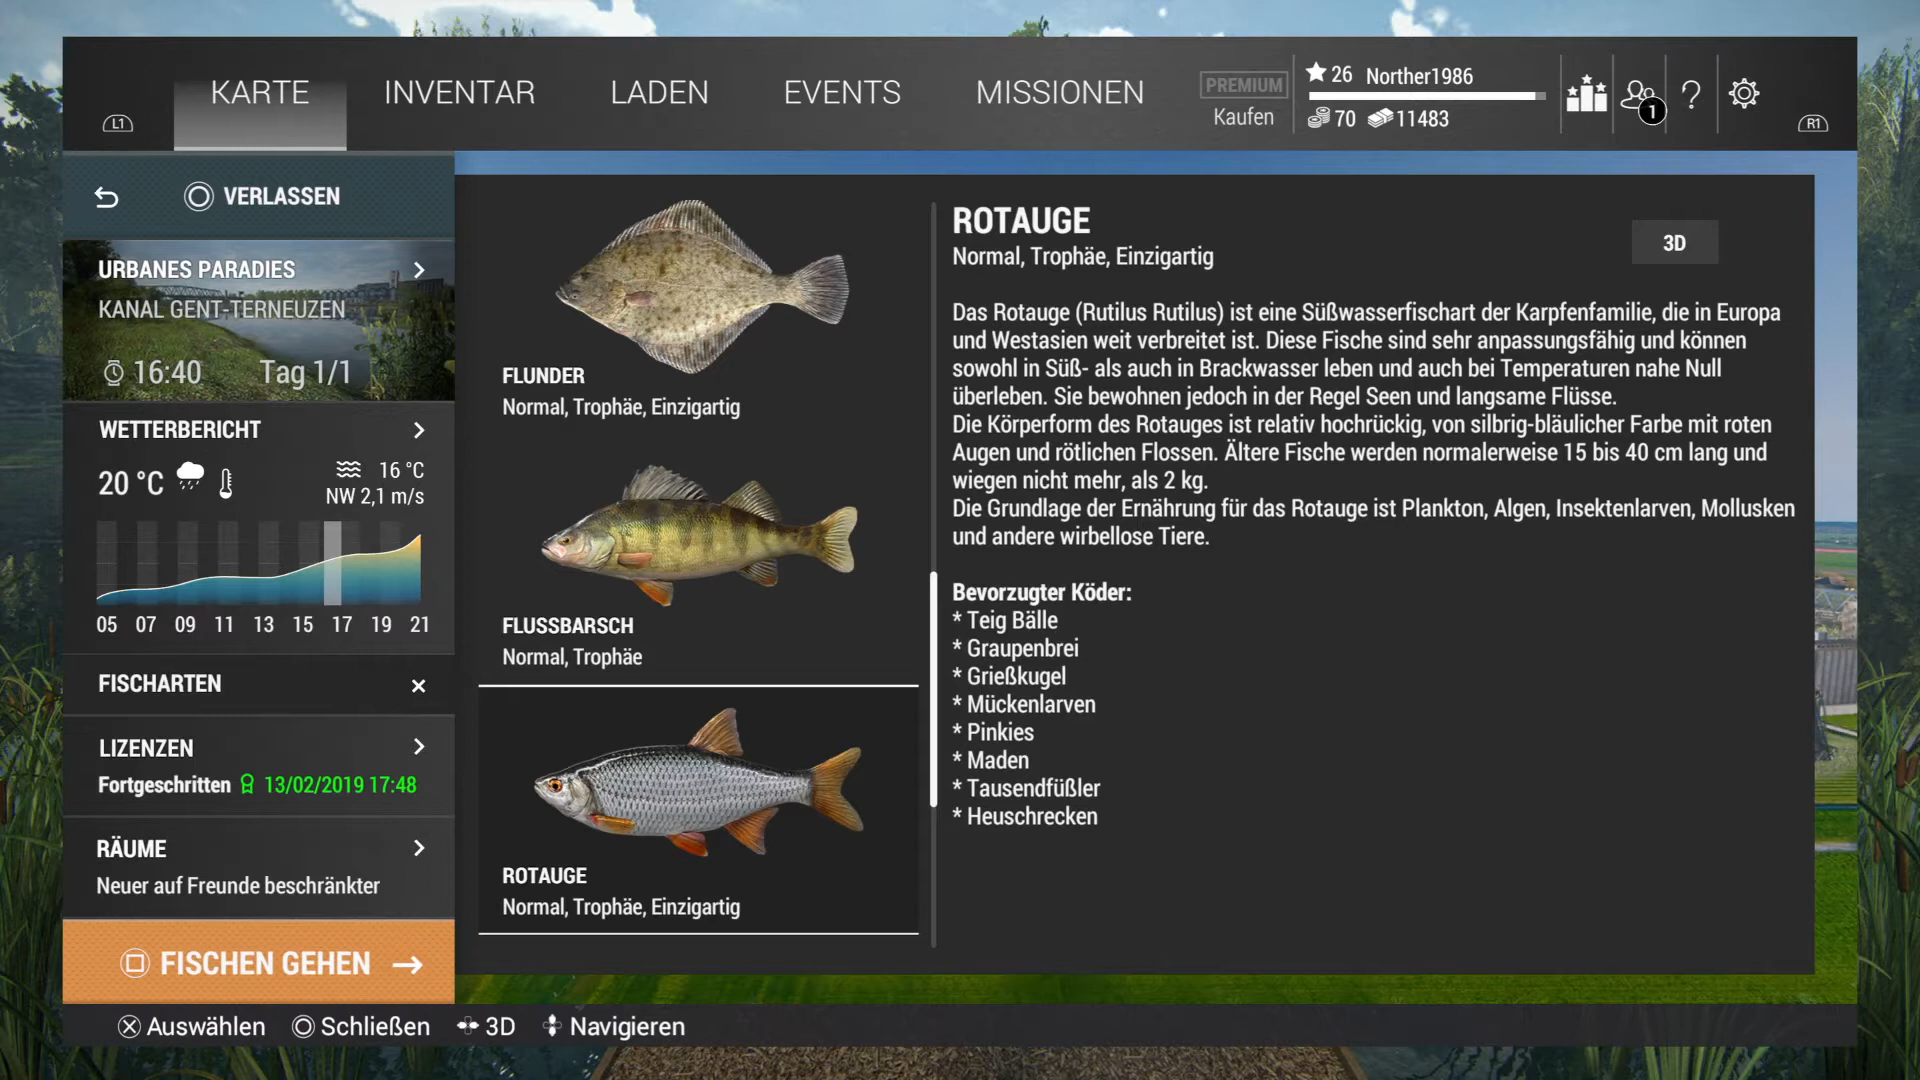 L1
KARTE
INVENTAR
LADEN
EVENTS
MISSIONEN
PREMIUM
Kaufen
26 Norther1986
70 11483
1
?
R1
VERLASSEN
URBANES PARADIES
KANAL GENT-TERNEUZEN
16:40 Tag 1/1
WETTERBERICHT
20 °C
16 °C
NW 2,1 m/s
05 07 09 11 13 15 17 19 21
FISCHARTEN
LIZENZEN
Fortgeschritten 13/02/2019 17:48
RÄUME
Neuer auf Freunde beschränkter
FISCHEN GEHEN
FLUNDER
Normal, Trophäe, Einzigartig
FLUSSBARSCH
Normal, Trophäe
ROTAUGE
Normal, Trophäe, Einzigartig
ROTAUGE
Normal, Trophäe, Einzigartig
3D
Das Rotauge (Rutilus Rutilus) ist eine Süßwasserfischart der Karpfenfamilie, die in Europa
und Westasien weit verbreitet ist. Diese Fische sind sehr anpassungsfähig und können
sowohl in Süß- als auch in Brackwasser leben und auch bei Temperaturen nahe Null
überleben. Sie bewohnen jedoch in der Regel Seen und langsame Flüsse.
Die Körperform des Rotauges ist relativ hochrückig, von silbrig-bläulicher Farbe mit roten
Augen und rötlichen Flossen. Ältere Fische werden normalerweise 15 bis 40 cm lang und
wiegen nicht mehr, als 2 kg.
Die Grundlage der Ernährung für das Rotauge ist Plankton, Algen, Insektenlarven, Mollusken
und andere wirbellose Tiere.
Bevorzugter Köder:
* Teig Bälle
* Graupenbrei
* Grießkugel
* Mückenlarven
* Pinkies
* Maden
* Tausendfüßler
* Heuschrecken
Auswählen Schließen 3D Navigieren